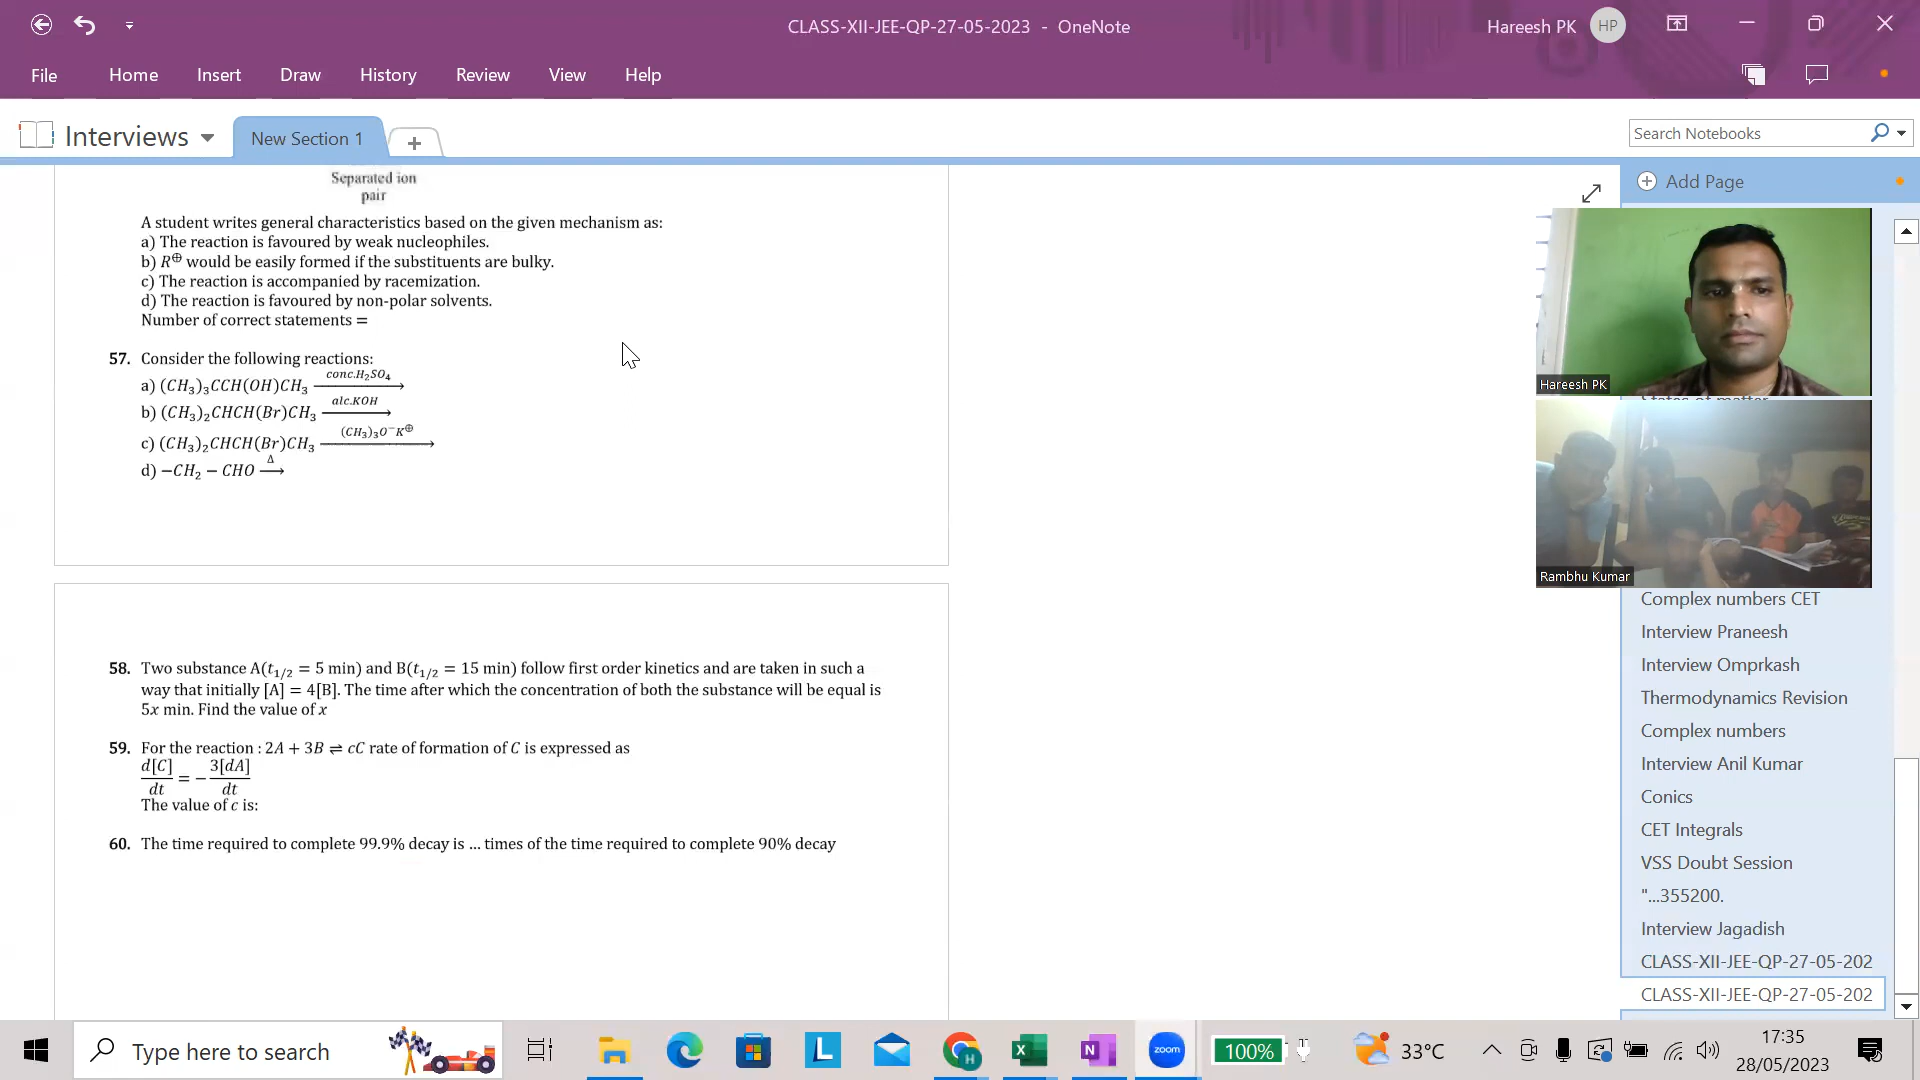 CLASS-XII-JEE-QP-27-05-2023 - OneNote
Hareesh PK HP
File Home Insert Draw History Review View Help
Interviews New Section 1 +
Search Notebooks
Add Page
Separated ion
pair
A student writes general characteristics based on the given mechanism as:
a) The reaction is favoured by weak nucleophiles.
b) R⊕ would be easily formed if the substituents are bulky.
c) The reaction is accompanied by racemization.
d) The reaction is favoured by non-polar solvents.
Number of correct statements =
57. Consider the following reactions:
a) (CH₃)₃CCH(OH)CH₃ conc.H₂SO₄ ⟶
b) (CH₃)₂CHCH(Br)CH₃ alc.KOH ⟶
c) (CH₃)₂CHCH(Br)CH₃ (CH₃)₃O⁻K⊕ ⟶
d) −CH₂ − CHO Δ ⟶
58. Two substance A(t₁/₂ = 5 min) and B(t₁/₂ = 15 min) follow first order kinetics and are taken in such a
way that initially [A] = 4[B]. The time after which the concentration of both the substance will be equal is
5x min. Find the value of x
59. For the reaction : 2A + 3B ⇌ cC rate of formation of C is expressed as
d[C]/dt = − 3[dA]/dt
The value of c is:
60. The time required to complete 99.9% decay is ... times of the time required to complete 90% decay
Hareesh PK
States of matter
Rambhu Kumar
Complex numbers CET
Interview Praneesh
Interview Omprkash
Thermodynamics Revision
Complex numbers
Interview Anil Kumar
Conics
CET Integrals
VSS Doubt Session
"...355200.
Interview Jagadish
CLASS-XII-JEE-QP-27-05-202
CLASS-XII-JEE-QP-27-05-202
Type here to search
L
H
X
N
zoom
100%
33°C
17:35
28/05/2023